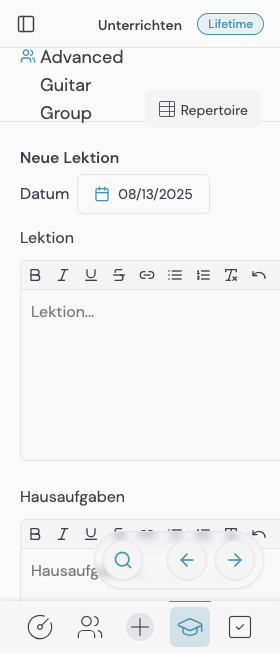 Unterrichten Lifetime
Advanced
Guitar
Group
Repertoire
Neue Lektion
Datum 08/13/2025
Lektion
B I U S
Lektion...
Hausaufgaben
B I U
Hausaufg